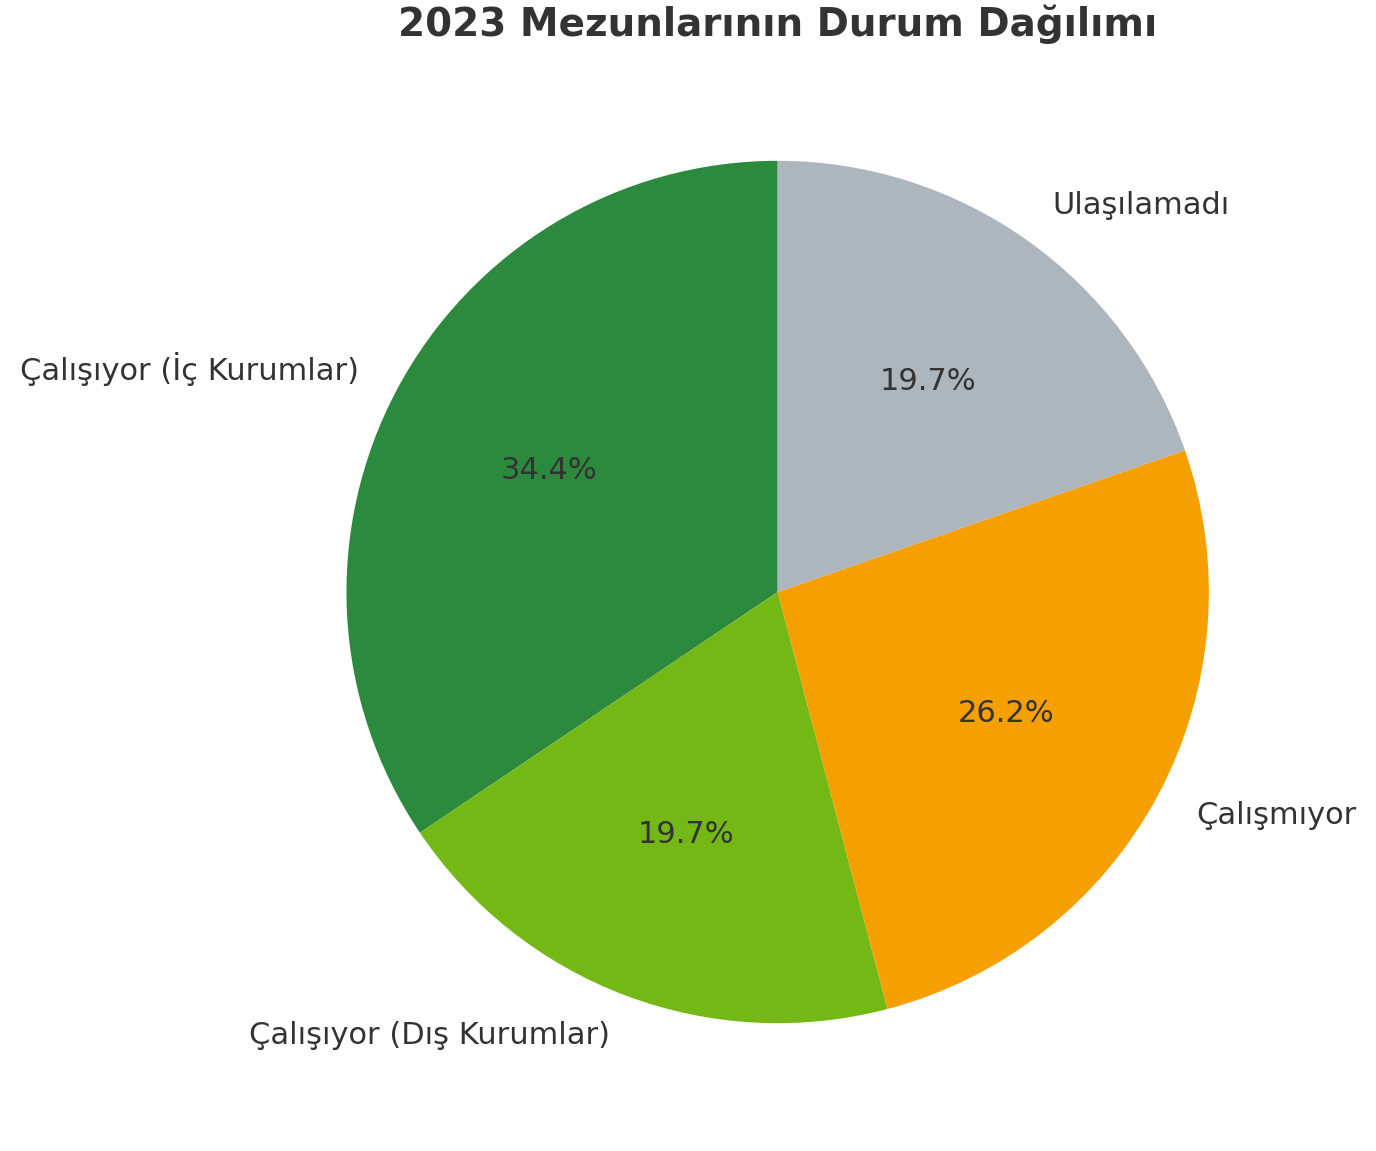 2023 Mezunlarının Durum Dağılımı
Ulaşılamadı
Çalışıyor (İç Kurumlar)
19.7%
34.4%
26.2%
Çalışmıyor
19.7%
Çalışıyor (Dış Kurumlar)